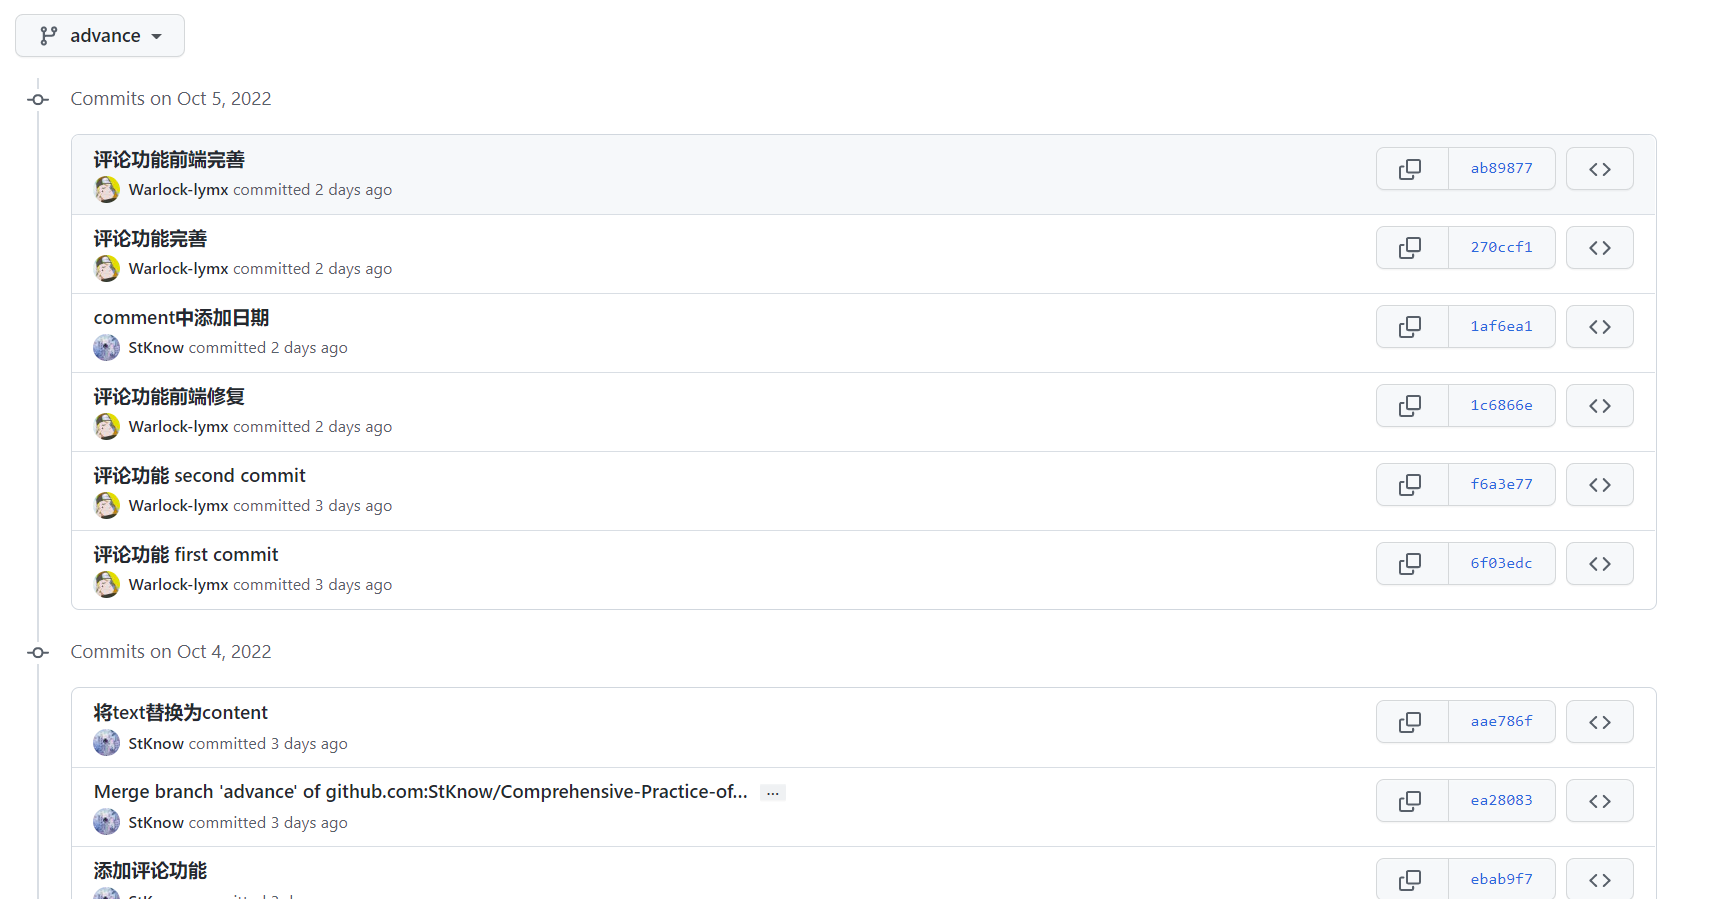 advance
Commits on Oct 5, 2022
评论功能前端完善
ab89877
Warlock-lymx committed 2 days ago
评论功能完善
270ccf1
Warlock-lymx committed 2 days ago
comment中添加日期
1af6ea1
StKnow committed 2 days ago
评论功能前端修复
1c6866e
Warlock-lymx committed 2 days ago
评论功能 second commit
f6a3e77
Warlock-lymx committed 3 days ago
评论功能 first commit
6f03edc
Warlock-lymx committed 3 days ago
Commits on Oct 4, 2022
将text替换为content
aae786f
StKnow committed 3 days ago
Merge branch 'advance' of github.com:StKnow/Comprehensive-Practice-of... …
ea28083
StKnow committed 3 days ago
添加评论功能
ebab9f7